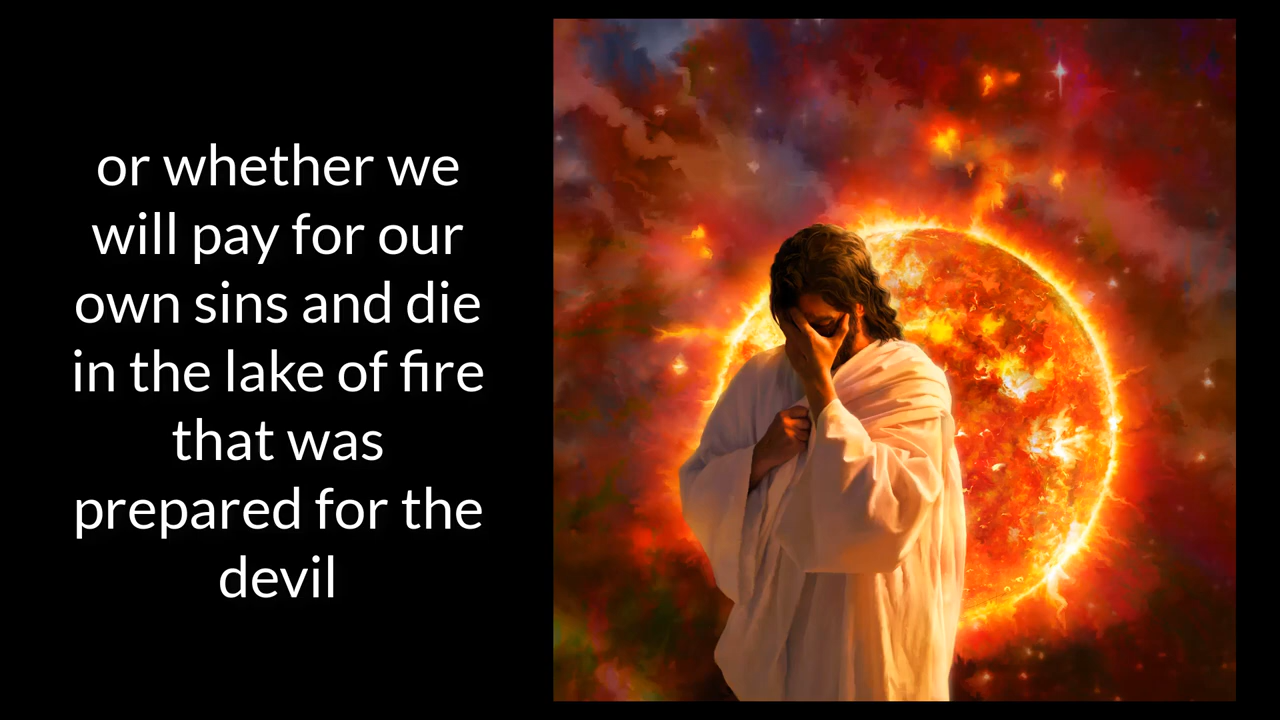 or whether we
will pay for our
own sins and die
in the lake of fire
that was
prepared for the
devil